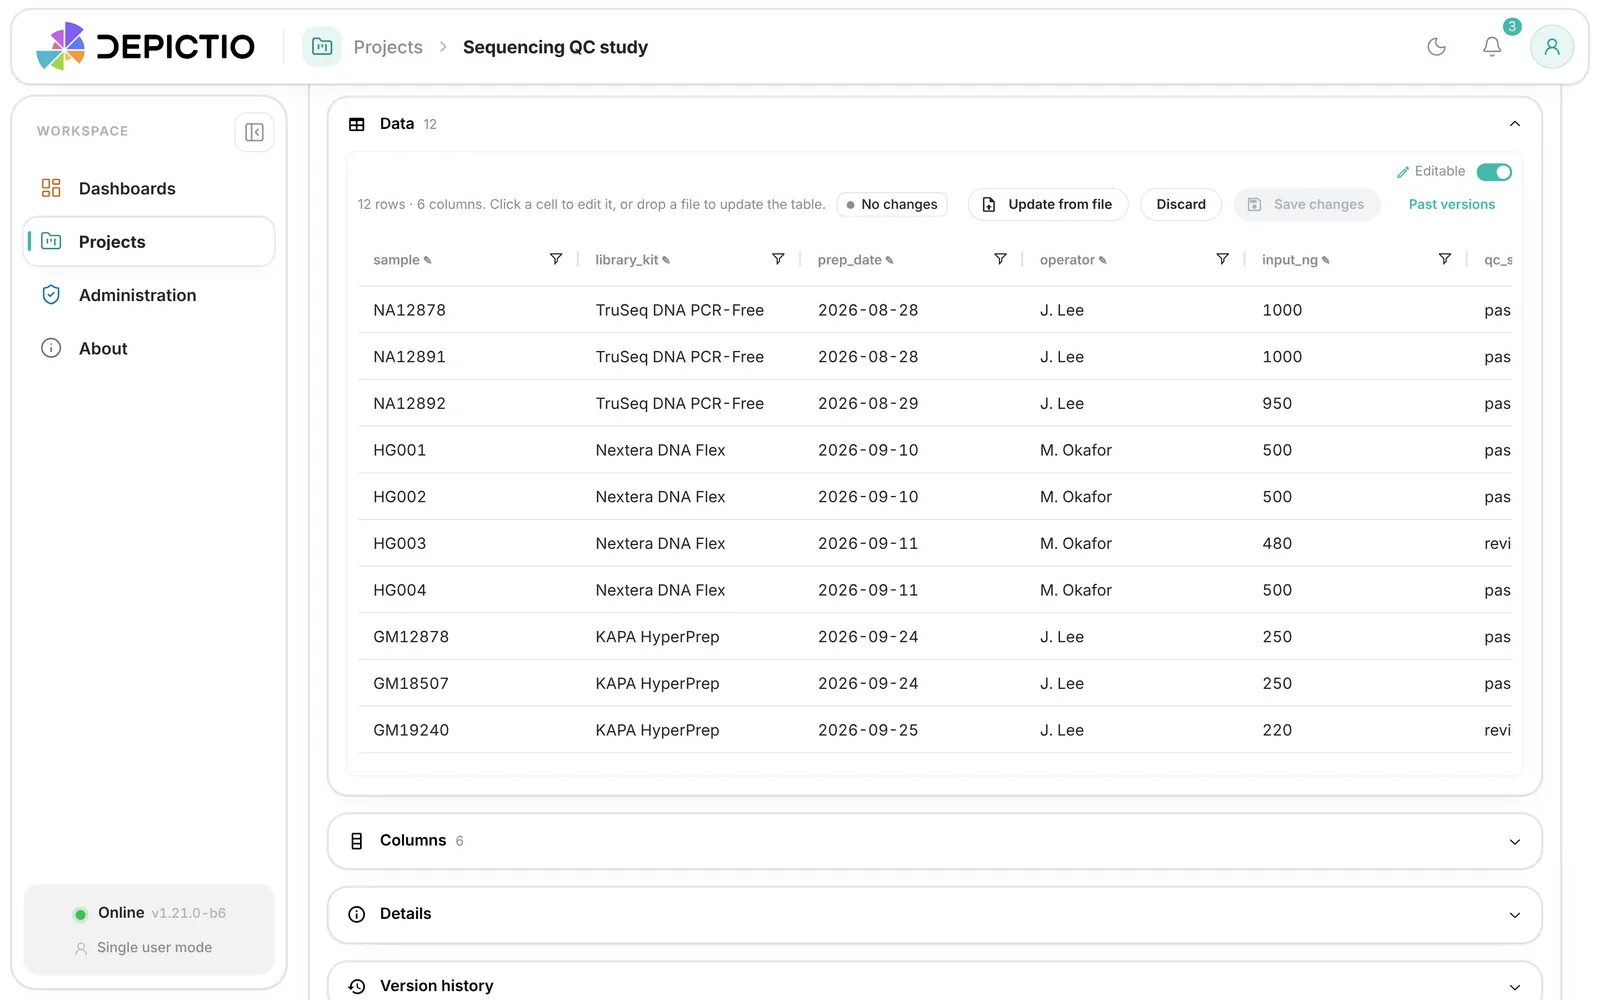 DEPICTIO
Projects > Sequencing QC study
3
WORKSPACE
Dashboards
Projects
Administration
About
Online v1.21.0-b6
Single user mode
Data 12
Editable
12 rows · 6 columns. Click a cell to edit it, or drop a file to update the table.
No changes
Update from file
Discard
Save changes
Past versions
sample library_kit prep_date operator input_ng qc_s
NA12878 TruSeq DNA PCR-Free 2026-08-28 J. Lee 1000 pas
NA12891 TruSeq DNA PCR-Free 2026-08-28 J. Lee 1000 pas
NA12892 TruSeq DNA PCR-Free 2026-08-29 J. Lee 950 pas
HG001 Nextera DNA Flex 2026-09-10 M. Okafor 500 pas
HG002 Nextera DNA Flex 2026-09-10 M. Okafor 500 pas
HG003 Nextera DNA Flex 2026-09-11 M. Okafor 480 revi
HG004 Nextera DNA Flex 2026-09-11 M. Okafor 500 pas
GM12878 KAPA HyperPrep 2026-09-24 J. Lee 250 pas
GM18507 KAPA HyperPrep 2026-09-24 J. Lee 250 pas
GM19240 KAPA HyperPrep 2026-09-25 J. Lee 220 revi
Columns 6
Details
Version history